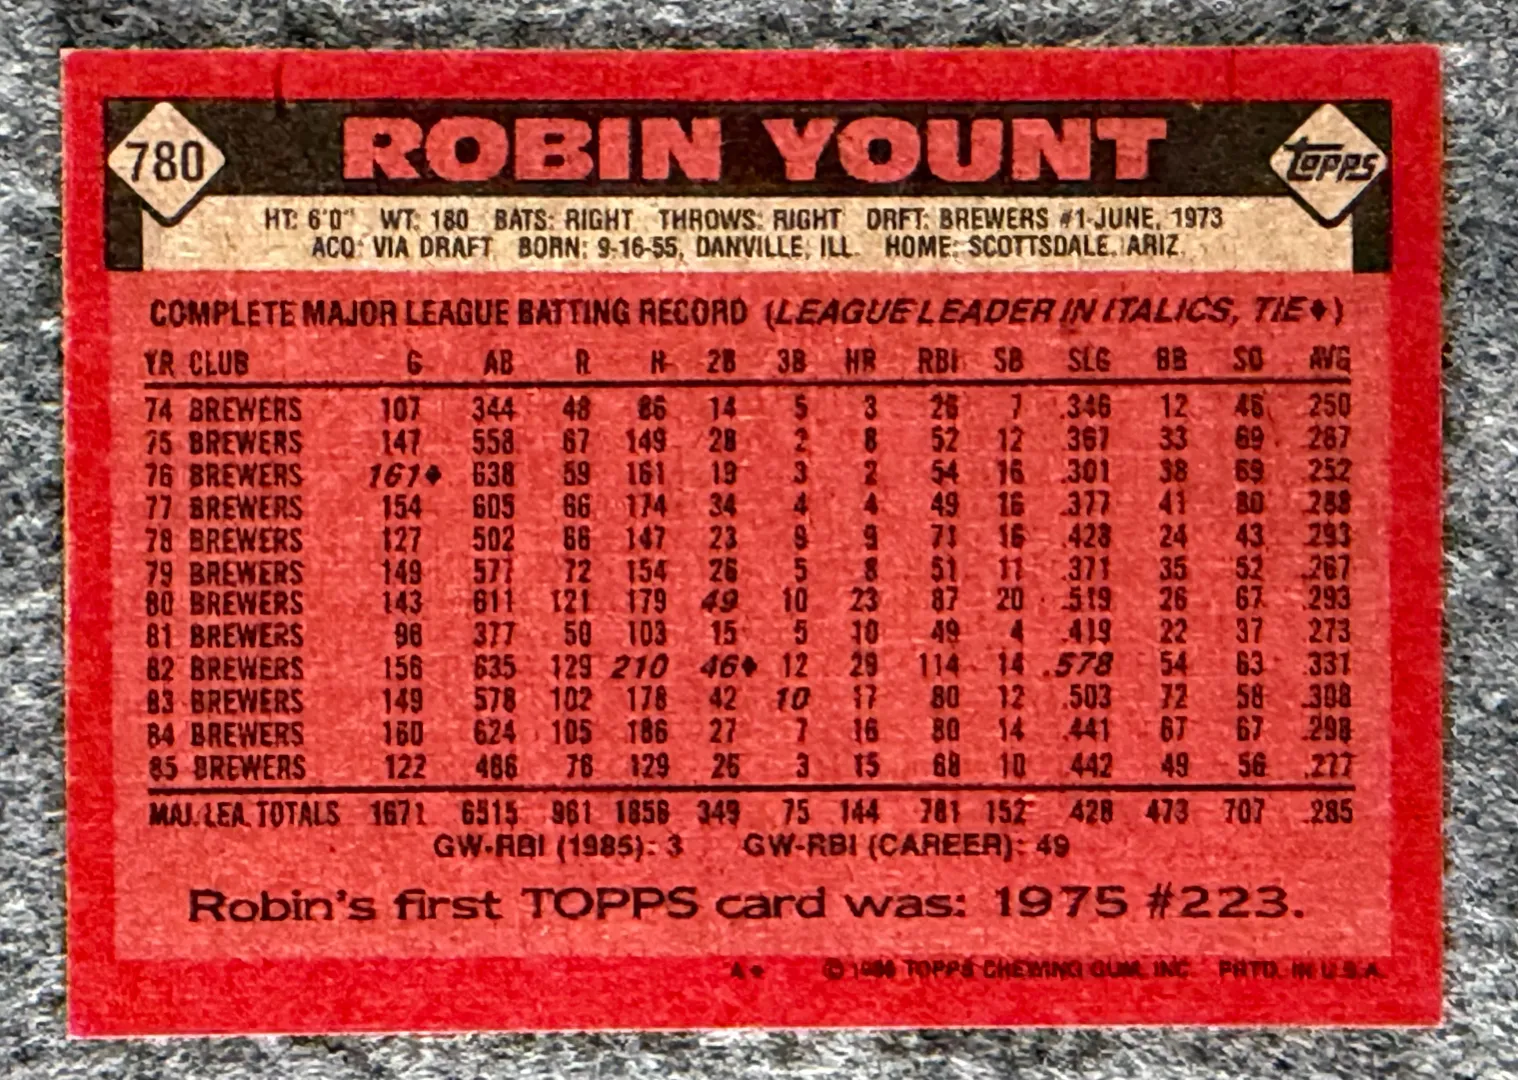 780 ROBIN YOUNT topps
HT: 6'0" WT: 180 BATS: RIGHT THROWS: RIGHT DRFT: BREWERS #1-JUNE, 1973
ACQ: VIA DRAFT BORN: 9-16-55, DANVILLE, ILL. HOME: SCOTTSDALE, ARIZ.
COMPLETE MAJOR LEAGUE BATTING RECORD (LEAGUE LEADER IN ITALICS, TIE♦)
YR CLUB G AB R H 2B 3B HR RBI SB SLG BB SO AVG
74 BREWERS 107 344 48 86 14 5 3 26 7 .346 12 46 .250
75 BREWERS 147 558 67 149 28 2 8 52 12 .367 33 69 .267
76 BREWERS 161♦ 638 59 161 19 3 2 54 16 .301 38 69 .252
77 BREWERS 154 605 66 174 34 4 4 49 16 .377 41 80 .288
78 BREWERS 127 502 66 147 23 9 9 71 16 .428 24 43 .293
79 BREWERS 149 577 72 154 26 5 8 51 11 .371 35 52 .267
80 BREWERS 143 611 121 179 49 10 23 87 20 .519 26 67 .293
81 BREWERS 96 377 50 103 15 5 10 49 4 .419 22 37 .273
82 BREWERS 156 635 129 210 46♦ 12 29 114 14 .578 54 63 .331
83 BREWERS 149 578 102 178 42 10 17 80 12 .503 72 58 .308
84 BREWERS 160 624 105 186 27 7 16 80 14 .441 67 67 .298
85 BREWERS 122 466 76 129 26 3 15 68 10 .442 49 56 .277
MAJ. LEA. TOTALS 1671 6515 961 1856 349 75 144 781 152 .428 473 707 .285
GW-RBI (1985): 3 GW-RBI (CAREER): 49
Robin's first TOPPS card was: 1975 #223.
A♦ © 1986 TOPPS CHEWING GUM, INC. PRTD. IN U.S.A.